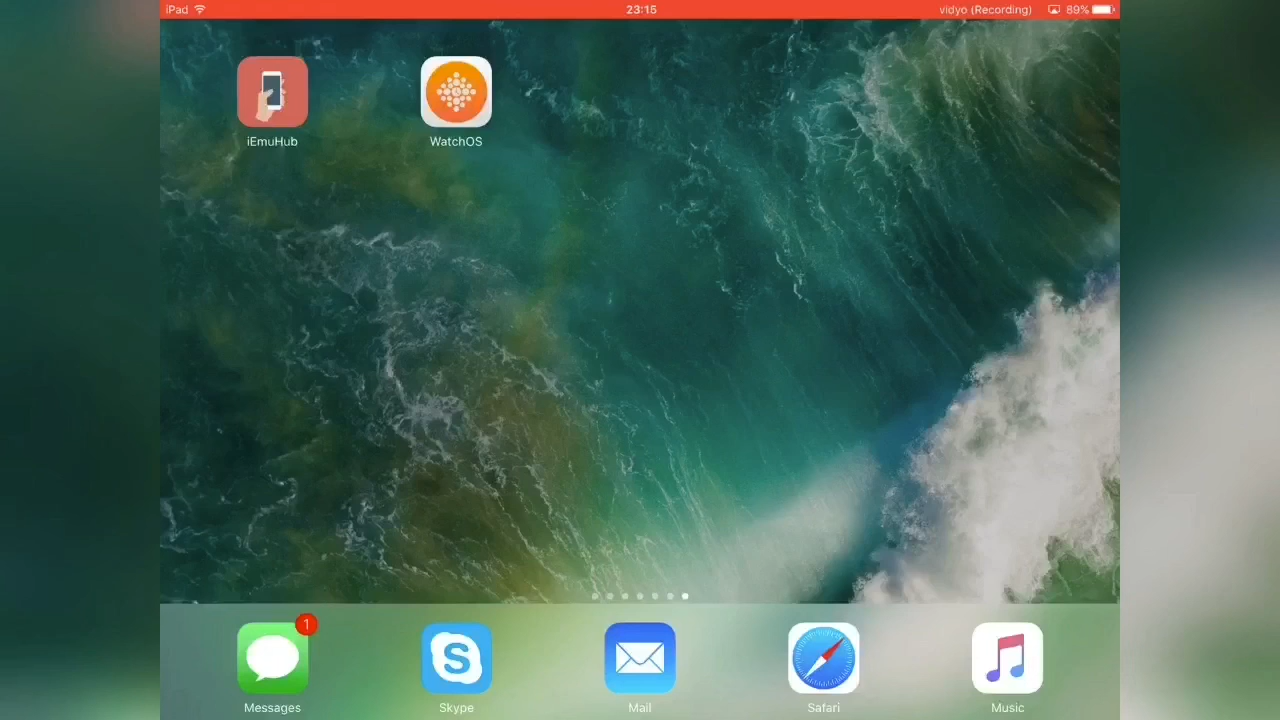 iPad
23:15
vidyo (Recording)
89%
iEmuHub
WatchOS
1
Messages
Skype
Mail
Safari
Music